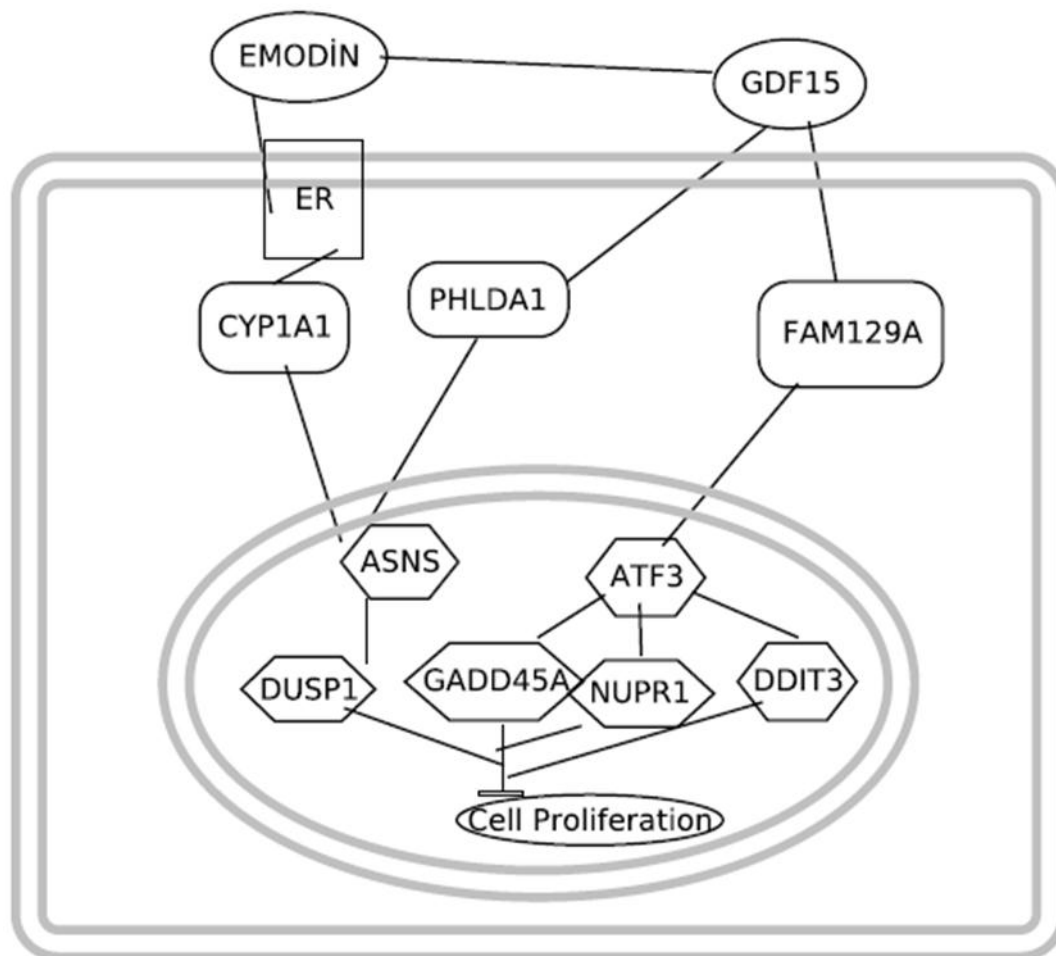 EMODİN
GDF15
ER
PHLDA1
CYP1A1
FAM129A
ASNS
ATF3
DUSP1
GADD45A
NUPR1
DDIT3
Cell Proliferation